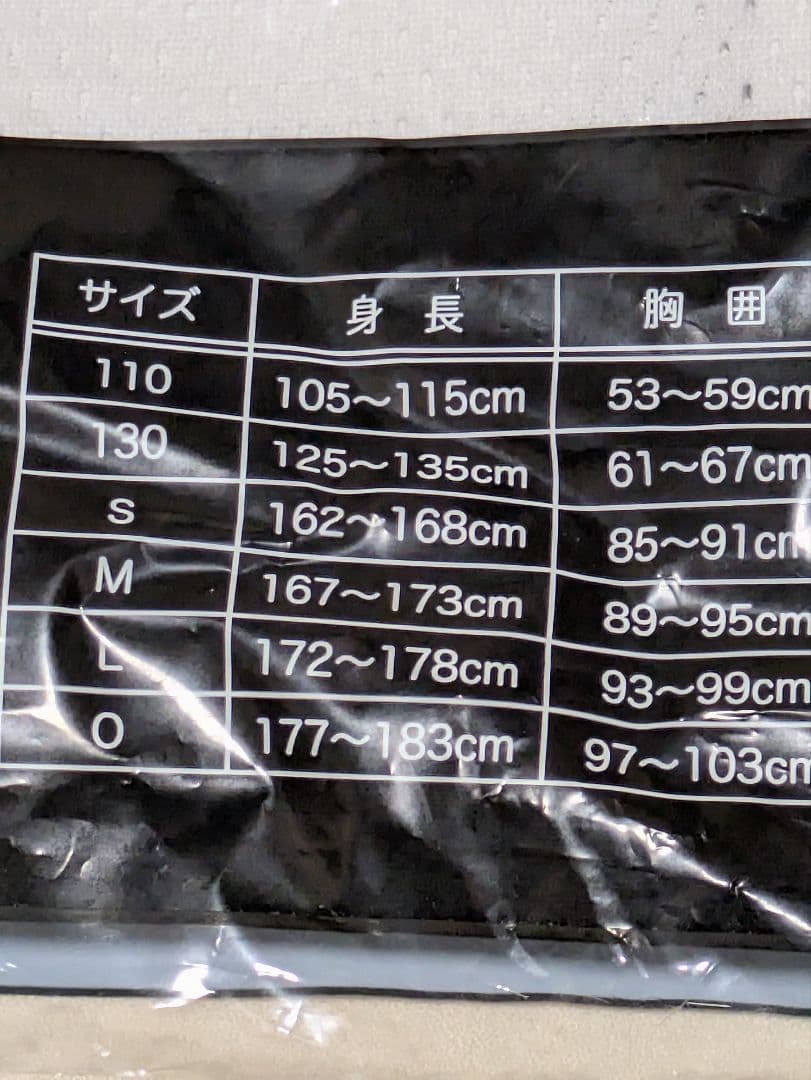 サイズ 身長 胸囲
110 105〜115cm 53〜59cm
130 125〜135cm 61〜67cm
S 162〜168cm 85〜91cm
M 167〜173cm 89〜95cm
L 172〜178cm 93〜99cm
O 177〜183cm 97〜103cm